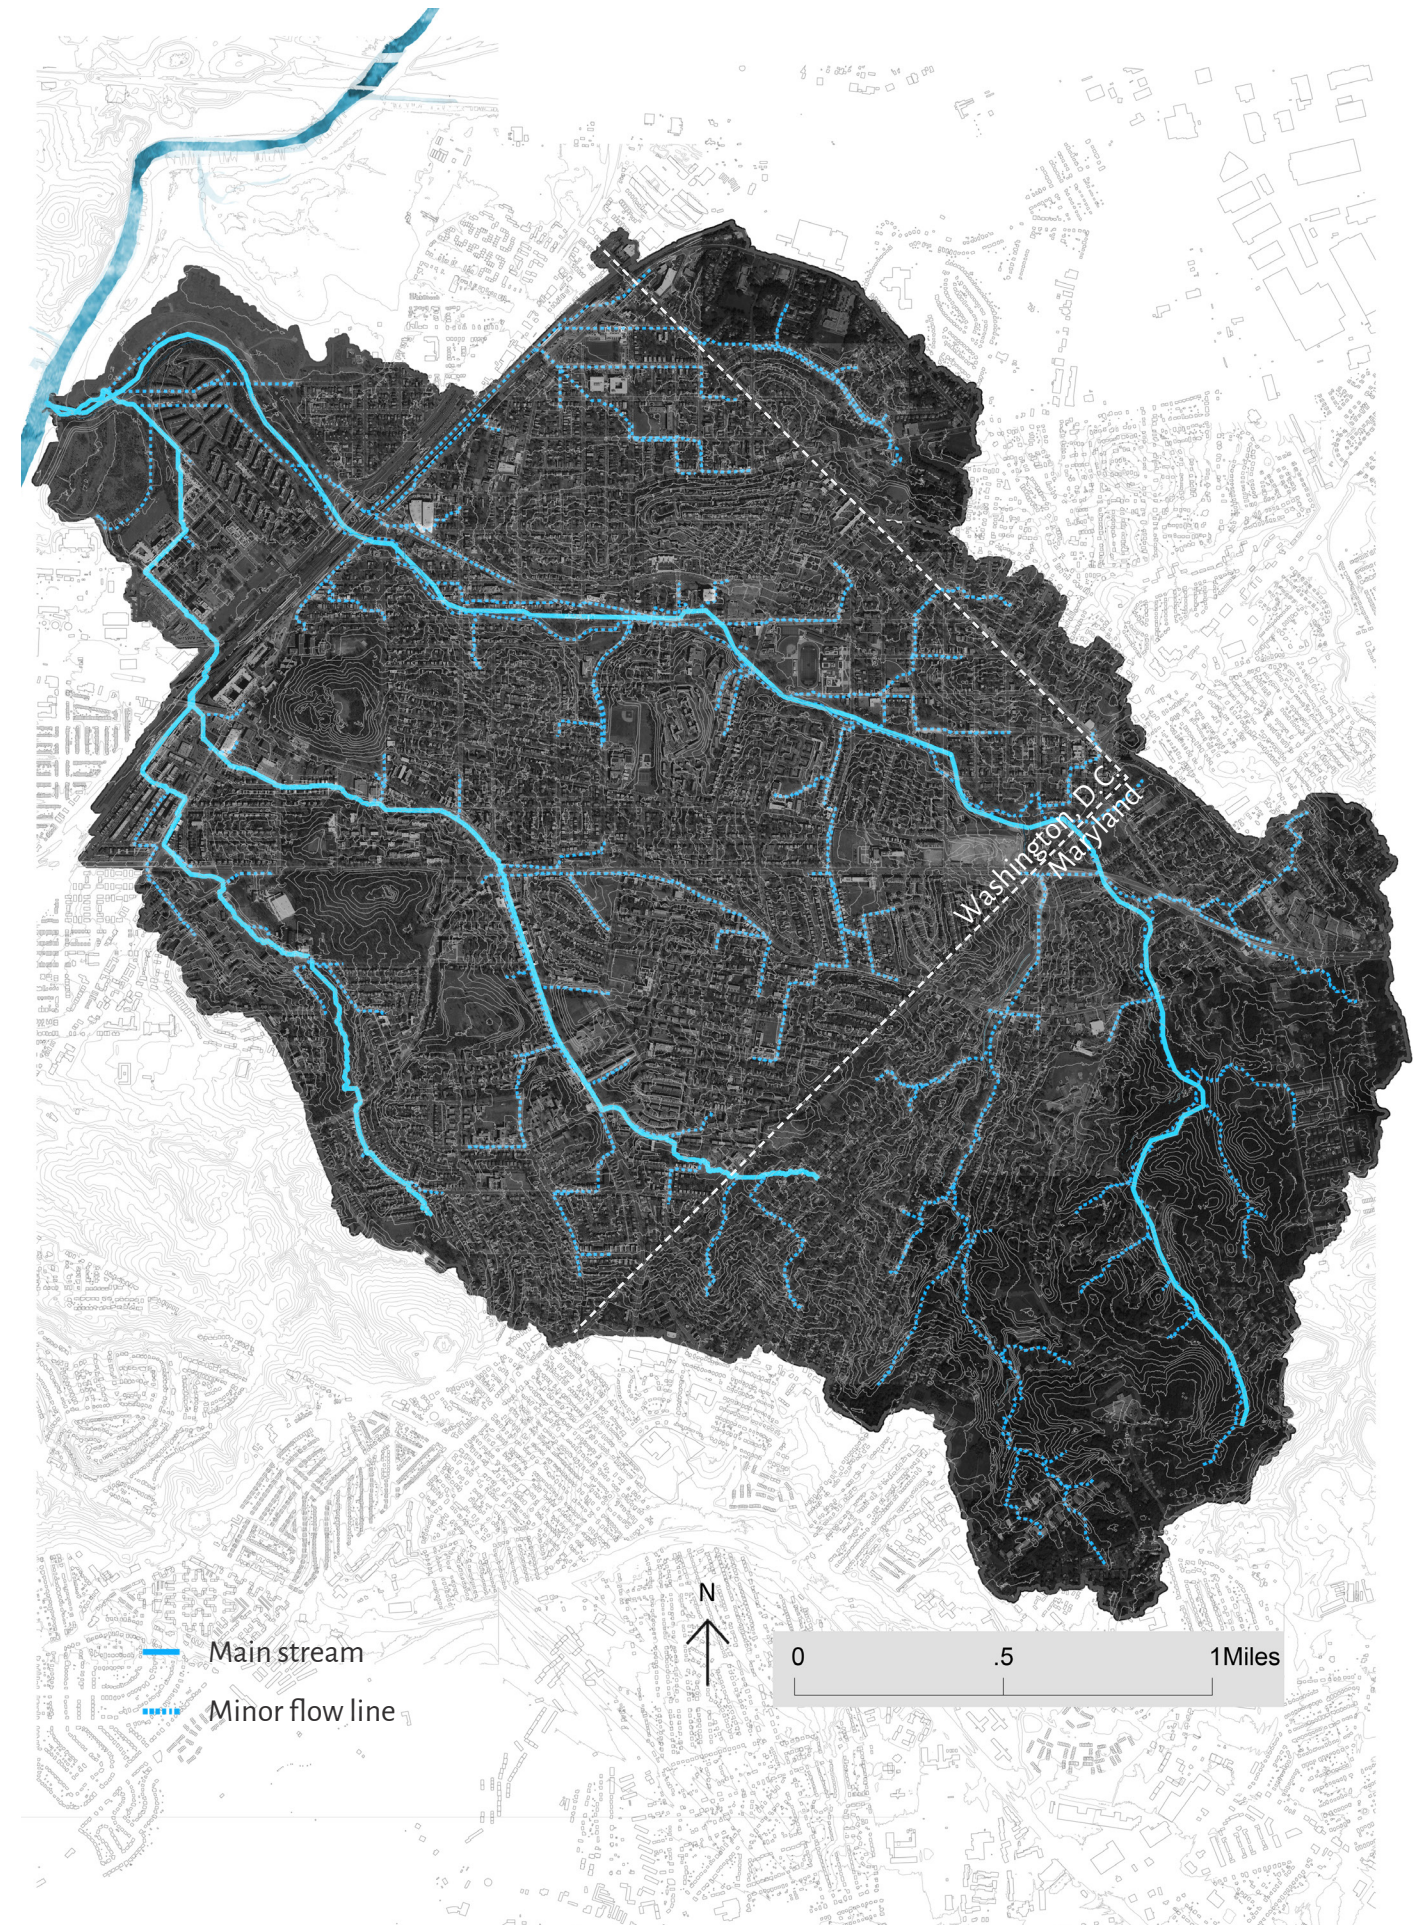 Washington, D.C.
Maryland
N
Main stream
Minor flow line
0 .5 1Miles